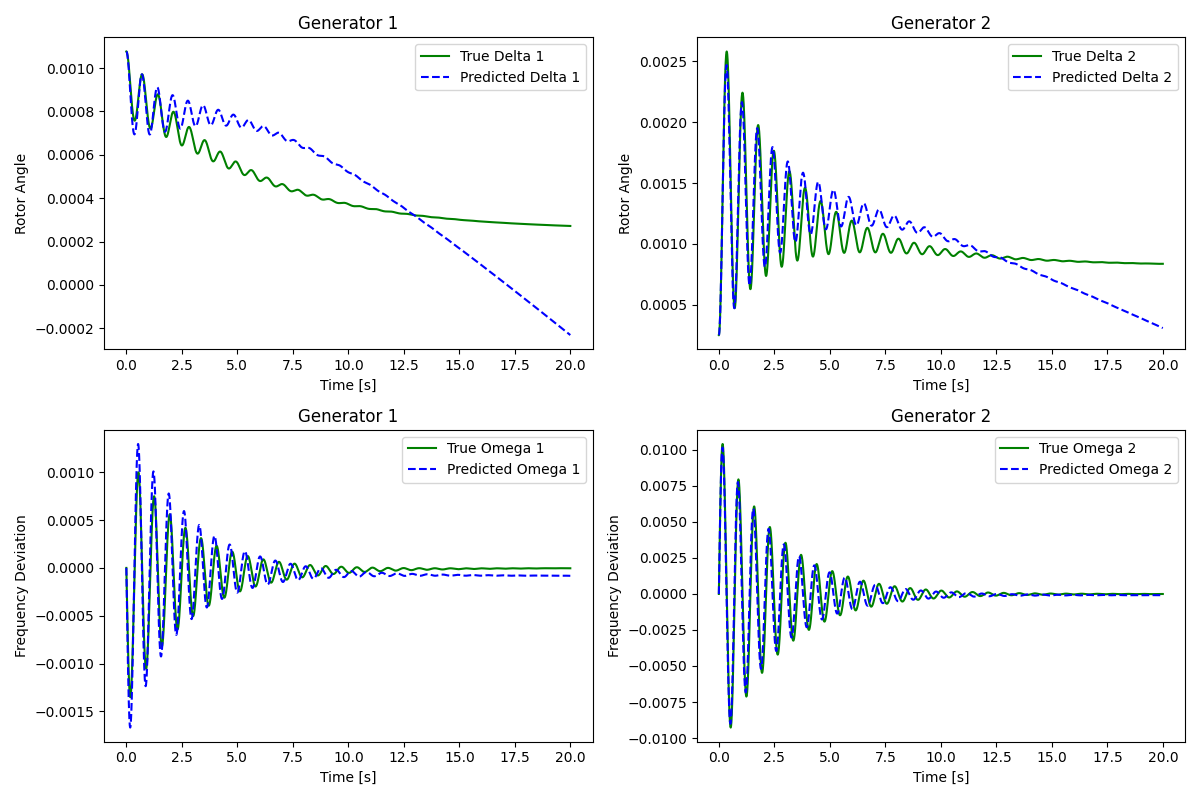 Generator 1
True Delta 1
Predicted Delta 1
Rotor Angle
0.0010
0.0008
0.0006
0.0004
0.0002
0.0000
−0.0002
0.0 2.5 5.0 7.5 10.0 12.5 15.0 17.5 20.0
Time [s]
Generator 2
True Delta 2
Predicted Delta 2
Rotor Angle
0.0025
0.0020
0.0015
0.0010
0.0005
0.0 2.5 5.0 7.5 10.0 12.5 15.0 17.5 20.0
Time [s]
Generator 1
True Omega 1
Predicted Omega 1
Frequency Deviation
0.0010
0.0005
0.0000
−0.0005
−0.0010
−0.0015
0.0 2.5 5.0 7.5 10.0 12.5 15.0 17.5 20.0
Time [s]
Generator 2
True Omega 2
Predicted Omega 2
Frequency Deviation
0.0100
0.0075
0.0050
0.0025
0.0000
−0.0025
−0.0050
−0.0075
−0.0100
0.0 2.5 5.0 7.5 10.0 12.5 15.0 17.5 20.0
Time [s]